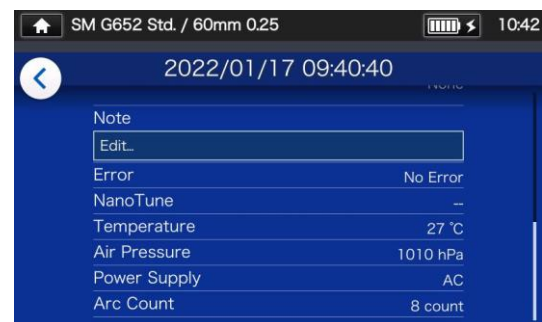 SM G652 Std. / 60mm 0.25 10:42
2022/01/17 09:40:40
Note
Edit...
Error No Error
NanoTune --
Temperature 27 ℃
Air Pressure 1010 hPa
Power Supply AC
Arc Count 8 count